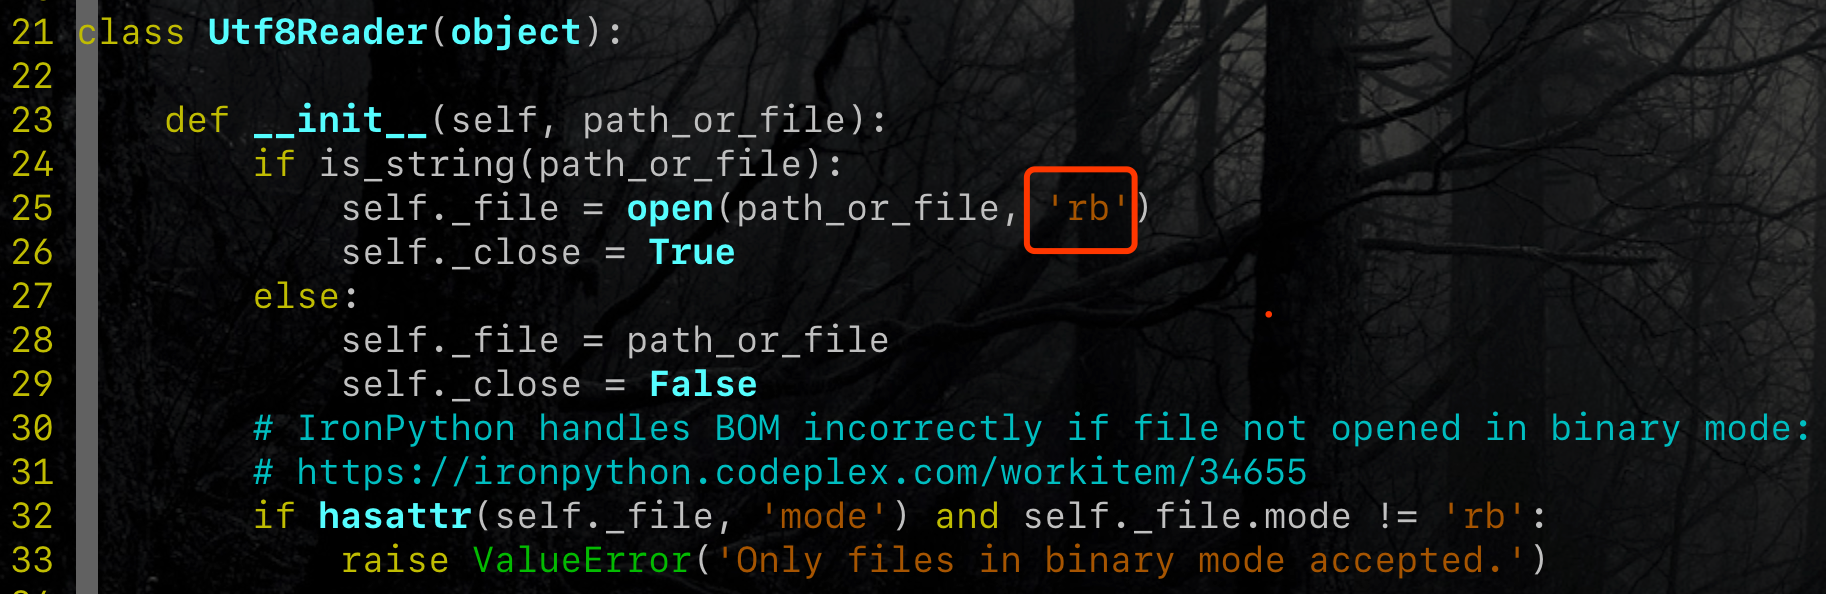 21 class Utf8Reader(object):
22
23     def __init__(self, path_or_file):
24         if is_string(path_or_file):
25             self._file = open(path_or_file, 'rb')
26             self._close = True
27         else:
28             self._file = path_or_file
29             self._close = False
30         # IronPython handles BOM incorrectly if file not opened in binary mode:
31         # https://ironpython.codeplex.com/workitem/34655
32         if hasattr(self._file, 'mode') and self._file.mode != 'rb':
33             raise ValueError('Only files in binary mode accepted.')